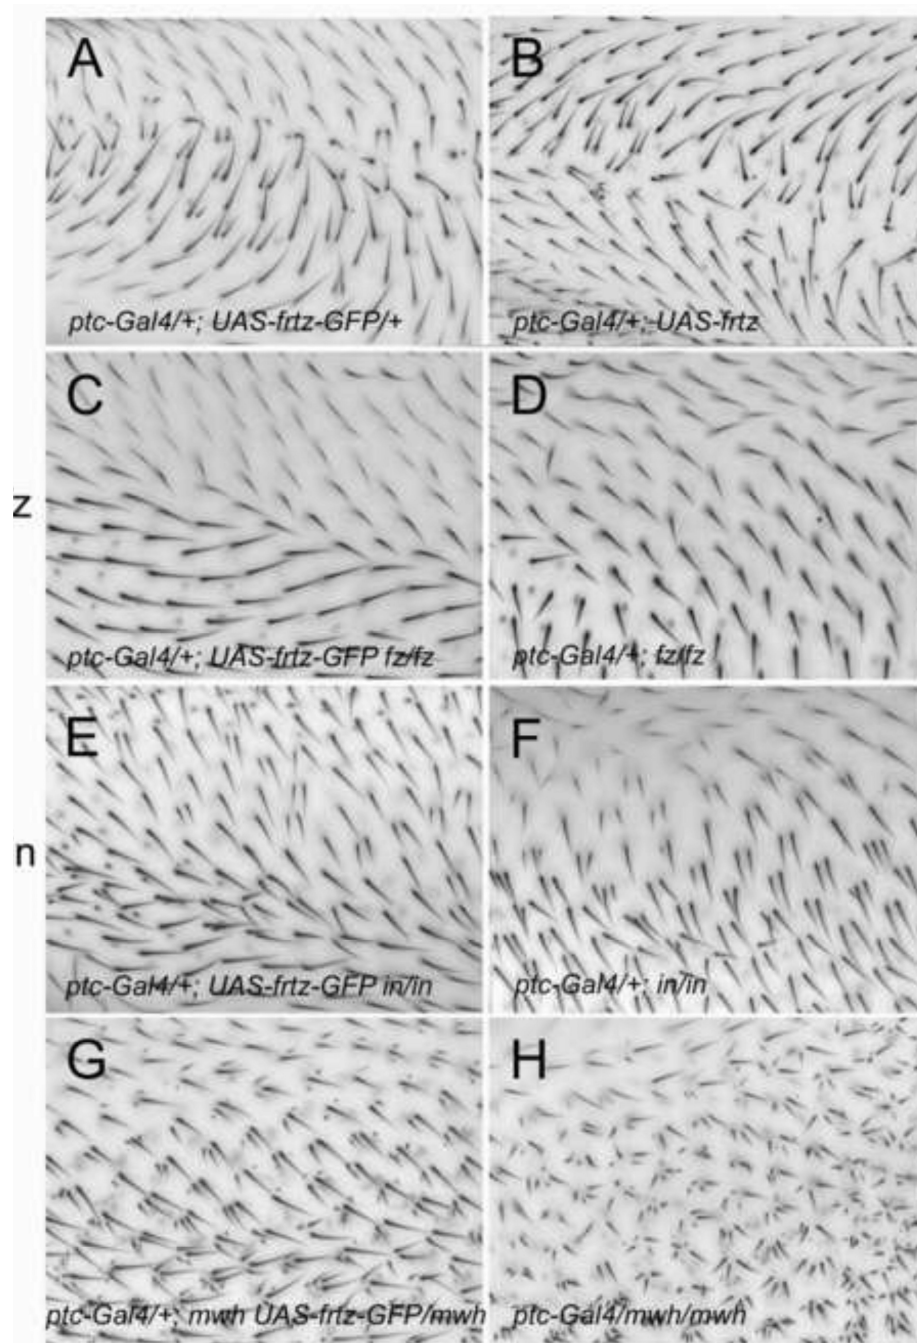 A
B
ptc-Gal4/+; UAS-frtz-GFP/+
ptc-Gal4/+; UAS-frtz
C
D
z
ptc-Gal4/+; UAS-frtz-GFP fz/fz
ptc-Gal4/+; fz/fz
E
F
n
ptc-Gal4/+; UAS-frtz-GFP in/in
ptc-Gal4/+; in/in
G
H
ptc-Gal4/+; mwh UAS-frtz-GFP/mwh
ptc-Gal4/mwh/mwh